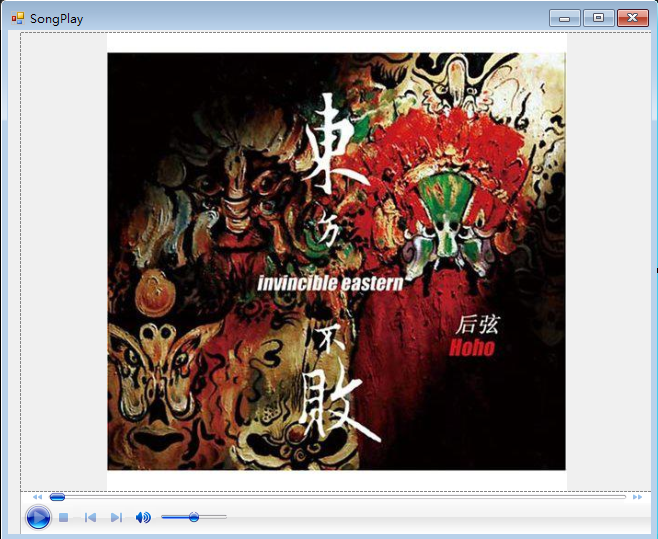 SongPlay
東
方
invincible eastern
不
敗
后弦
Hoho